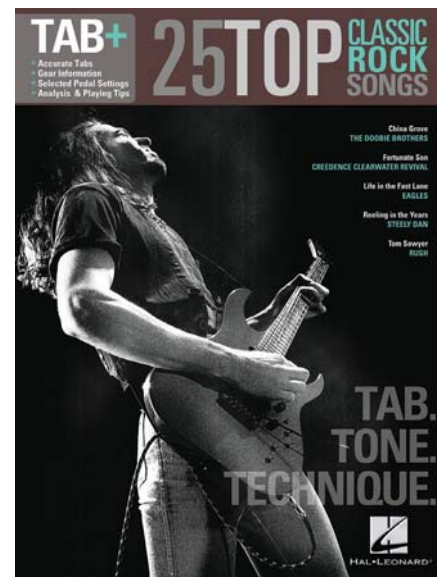 TAB+
+ Accurate Tabs
+ Gear Information
+ Selected Pedal Settings
+ Analysis & Playing Tips
25 TOP
CLASSIC
ROCK
SONGS
China Grove
THE DOOBIE BROTHERS
Fortunate Son
CREEDENCE CLEARWATER REVIVAL
Life in the Fast Lane
EAGLES
Reeling in the Years
STEELY DAN
Tom Sawyer
RUSH
TAB.
TONE.
TECHNIQUE.
HAL•LEONARD®